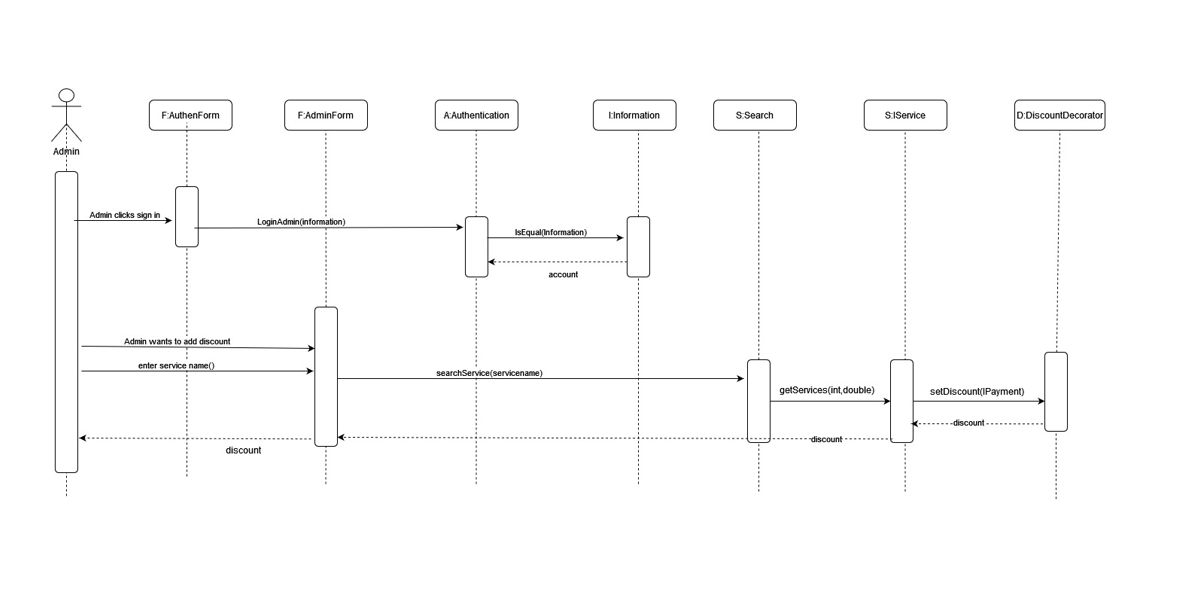 F:AuthenForm
F:AdminForm
A:Authentication
I:Information
S:Search
S:IService
D:DiscountDecorator
Admin
Admin clicks sign in
LoginAdmin(information)
IsEqual(Information)
account
Admin wants to add discount
enter service name()
searchService(servicename)
getServices(int,double)
setDiscount(IPayment)
discount
discount
discount